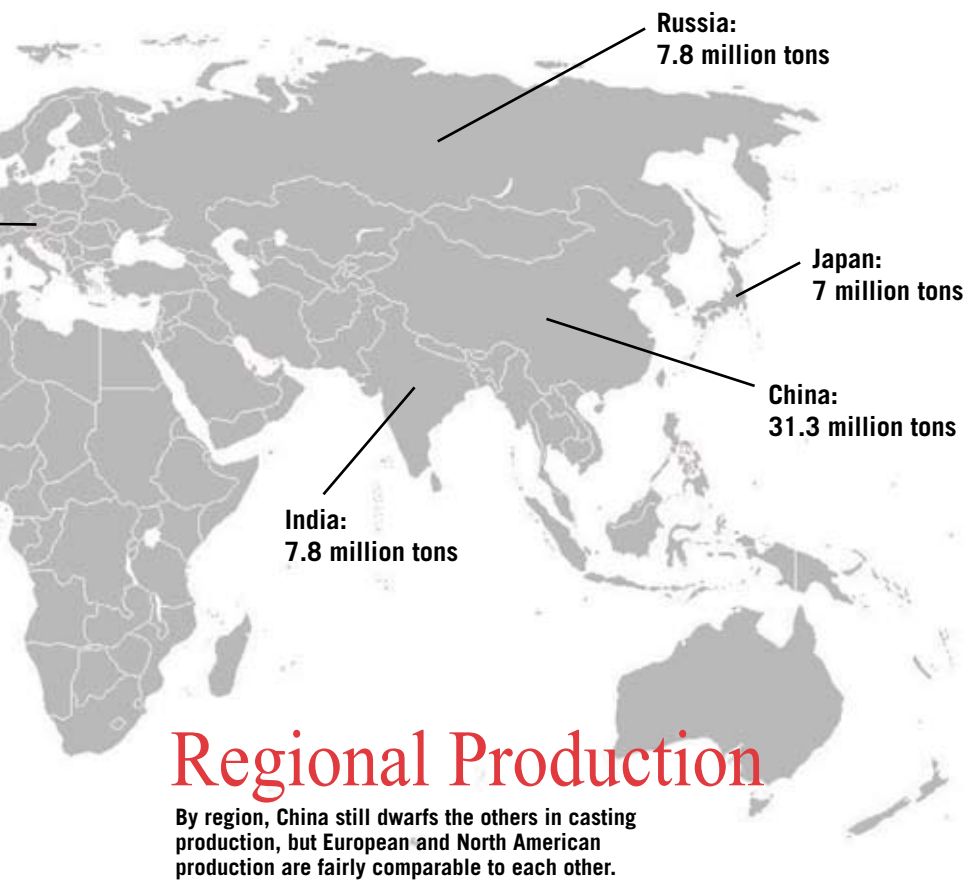 Russia:
7.8 million tons
Japan:
7 million tons
China:
31.3 million tons
India:
7.8 million tons
Regional Production
By region, China still dwarfs the others in casting
production, but European and North American
production are fairly comparable to each other.